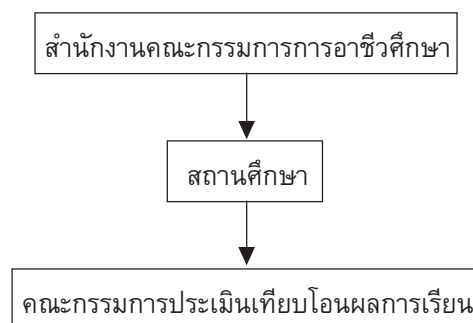 สำนักงานคณะกรรมการการอาชีวศึกษา
สถานศึกษา
คณะกรรมการประเมินเทียบโอนผลการเรียน